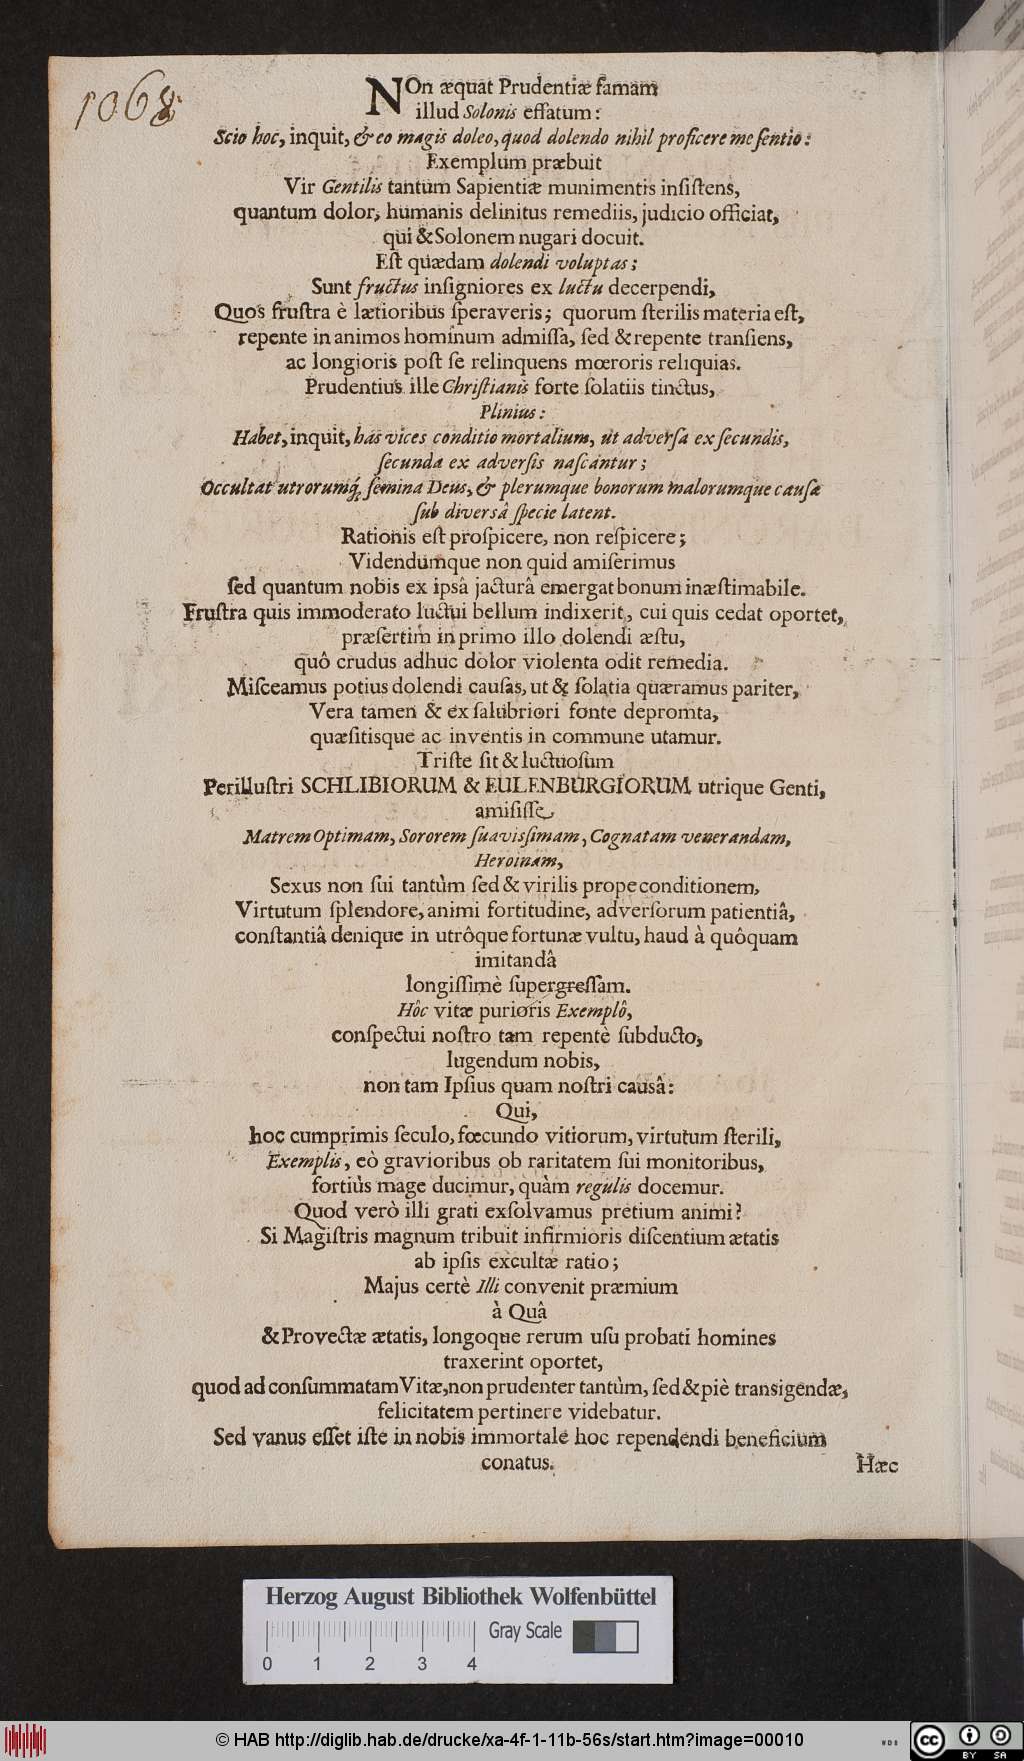 1068
NOn æquat Prudentiæ famam
illud Solonis effatum:
Scio hoc, inquit, & eo magis doleo, quod dolendo nihil proficere me ſentio:
Exemplum præbuit
Vir Gentilis tantùm Sapientiæ munimentis inſiſtens,
quantum dolor, humanis delinitus remediis, judicio officiat,
qui & Solonem nugari docuit.
Eſt quædam dolendi voluptas;
Sunt fructus inſigniores ex luctu decerpendi,
Quos fruſtra è lætioribus ſperaveris; quorum ſterilis materia eſt,
repente in animos hominum admiſſa, ſed & repente tranſiens,
ac longioris poſt ſe relinquens mœroris reliquias.
Prudentius ille Chriſtianis forte ſolatiis tinctus,
Plinius:
Habet, inquit, has vices conditio mortalium, ut adverſa ex ſecundis,
ſecunda ex adverſis naſcantur;
Occultat utrorumq́; ſemina Deus, & plerumque bonorum malorumque cauſæ
ſub diversâ ſpecie latent.
Rationis eſt proſpicere, non reſpicere;
Videndumque non quid amiſerimus
ſed quantum nobis ex ipsâ jacturâ emergat bonum inæſtimabile.
Fruſtra quis immoderato luctui bellum indixerit, cui quis cedat oportet,
præſertim in primo illo dolendi æſtu,
quô crudus adhuc dolor violenta odit remedia.
Miſceamus potius dolendi cauſas, ut & ſolatia quæramus pariter,
Vera tamen & ex ſalubriori fonte depromta,
quæſitisque ac inventis in commune utamur.
Triſte ſit & luctuoſum
Perilluſtri SCHLIBIORUM & EULENBURGIORUM utrique Genti,
amiſiſſe
Matrem Optimam, Sororem ſuavisſimam, Cognatam venerandam,
Heroinam,
Sexus non ſui tantùm ſed & virilis prope conditionem,
Virtutum ſplendore, animi fortitudine, adverſorum patientiâ,
conſtantiâ denique in utrôque fortunæ vultu, haud à quôquam
imitandâ
longiſſimè ſupergreſſam.
Hôc vitæ purioris Exemplô,
conſpectui noſtro tam repentè ſubducto,
lugendum nobis,
non tam Ipſius quam noſtri causâ:
Qui,
hoc cumprimis ſeculo, fœcundo vitiorum, virtutum ſterili,
Exemplis, eò gravioribus ob raritatem ſui monitoribus,
fortiùs mage ducimur, quàm regulis docemur.
Quod verò illi grati exſolvamus pretium animi?
Si Magiſtris magnum tribuit infirmioris diſcentium ætatis
ab ipſis excultæ ratio;
Majus certè Illi convenit præmium
à Quâ
& Provectæ ætatis, longoque rerum uſu probati homines
traxerint oportet,
quod ad conſummatam Vitæ, non prudenter tantùm, ſed & piè transigendæ,
felicitatem pertinere videbatur.
Sed vanus eſſet iſte in nobis immortale hoc rependendi beneficium
conatus.
Hæc
Herzog August Bibliothek Wolfenbüttel
Gray Scale
0 1 2 3 4
© HAB http://diglib.hab.de/drucke/xa-4f-1-11b-56s/start.htm?image=00010
cc BY SA